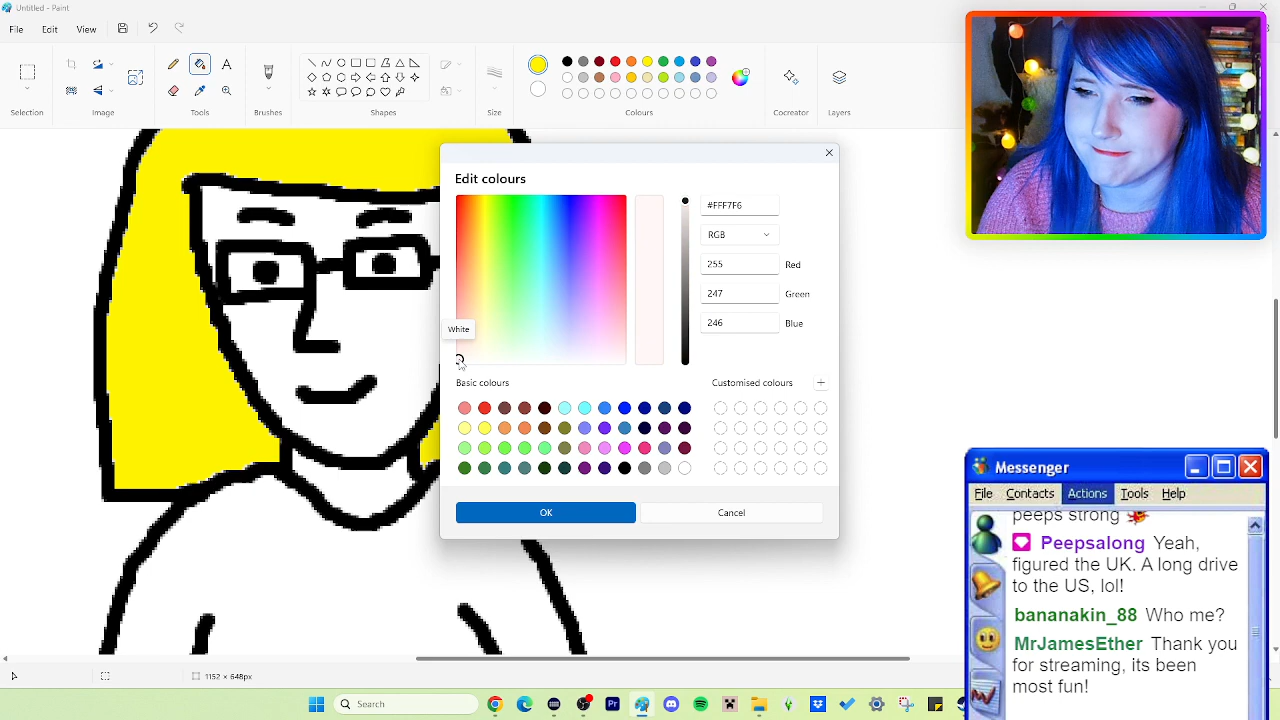 Untitled - Paint
File Edit View
Selection Image Tools Brushes Shapes Size Colours Cocreator Layers
Edit colours
#FFF7F6
RGB
255 Red
247 Green
246 Blue
White
Basic colours Customised colours +
OK Cancel
1152 × 648px
Search
Messenger
File Contacts Actions Tools Help
peeps strong
Peepsalong Yeah,
figured the UK. A long drive
to the US, lol!
bananakin_88 Who me?
MrJamesEther Thank you
for streaming, its been
most fun!